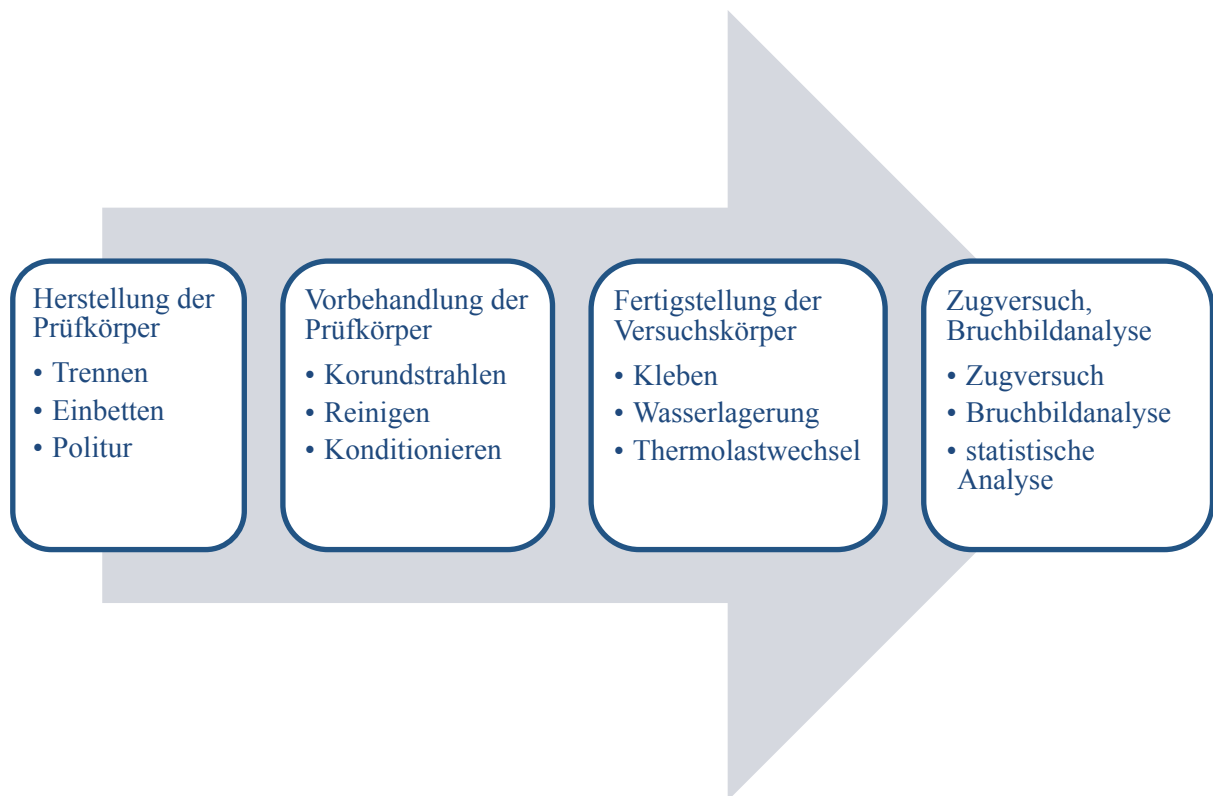 Herstellung der
Prüfkörper
• Trennen
• Einbetten
• Politur
Vorbehandlung der
Prüfkörper
• Korundstrahlen
• Reinigen
• Konditionieren
Fertigstellung der
Versuchskörper
• Kleben
• Wasserlagerung
• Thermolastwechsel
Zugversuch,
Bruchbildanalyse
• Zugversuch
• Bruchbildanalyse
• statistische
Analyse